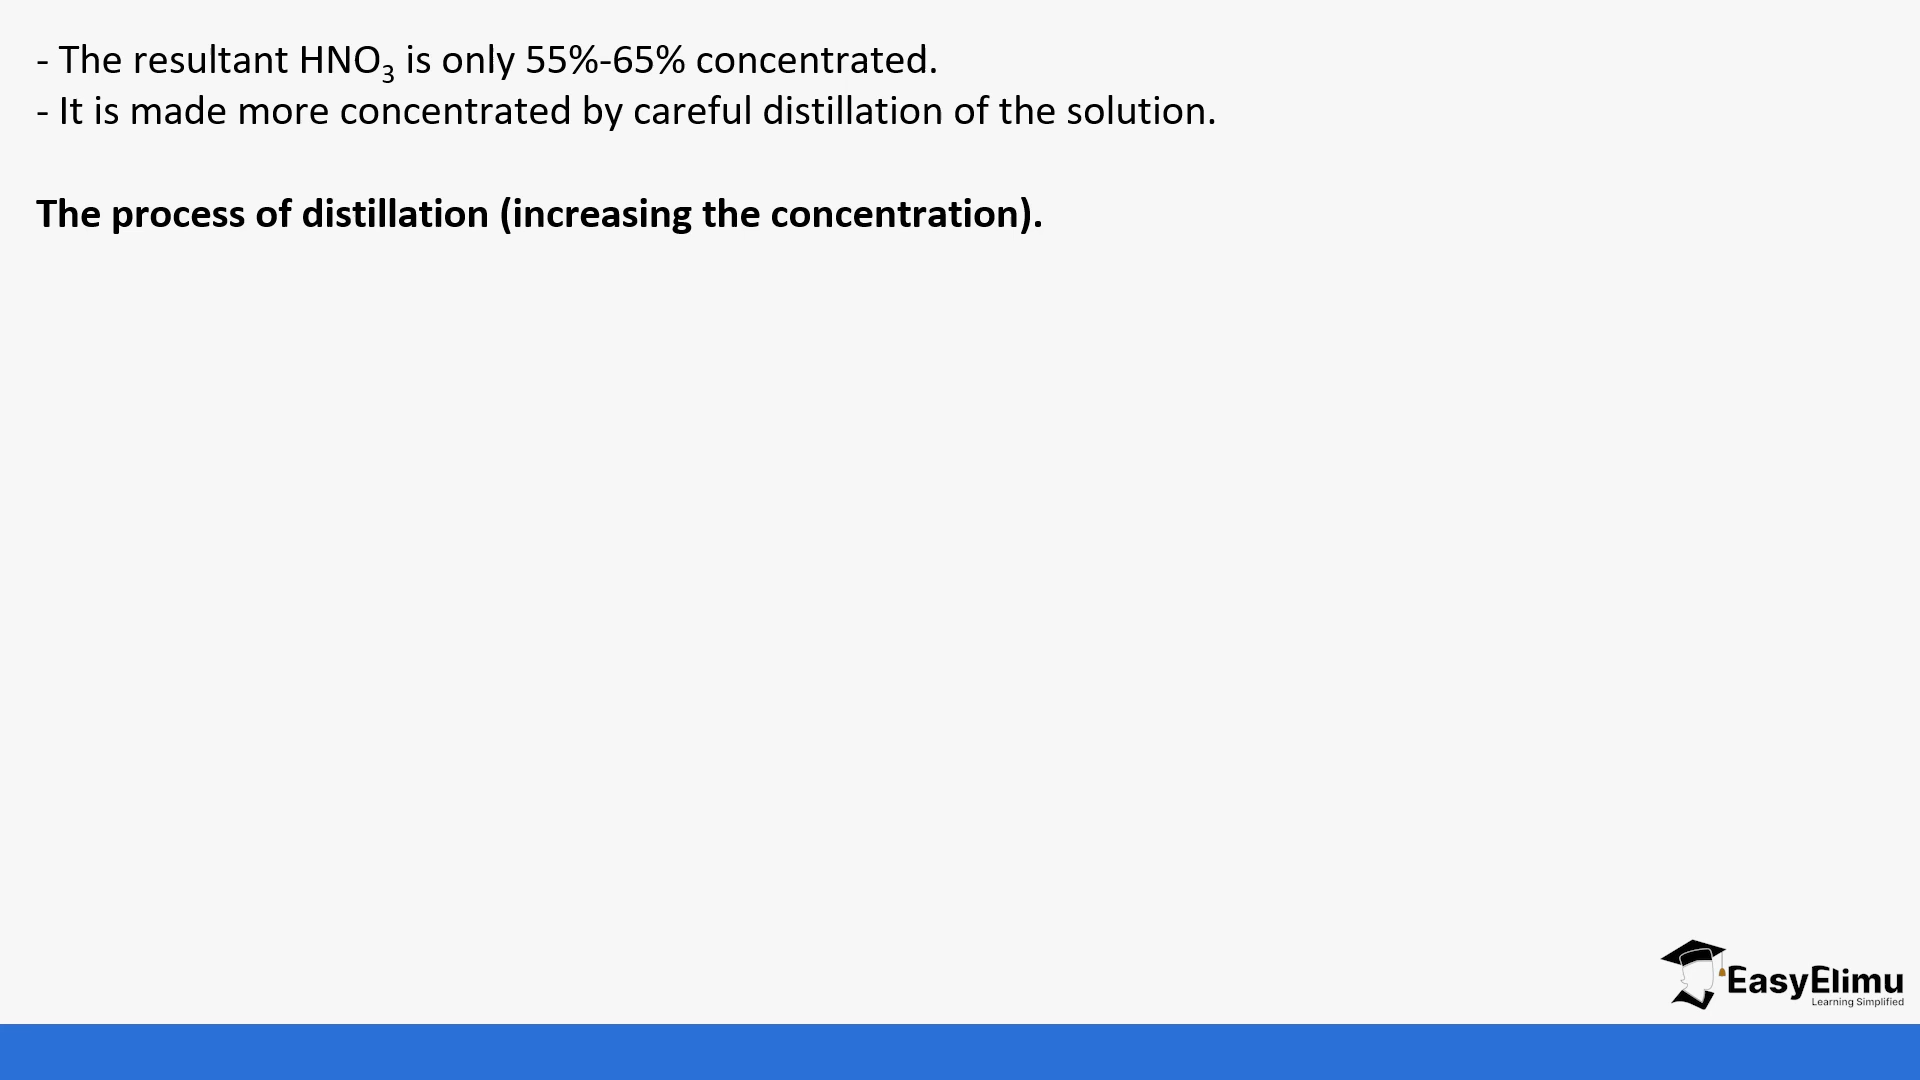 - The resultant HNO₃ is only 55%-65% concentrated.
- It is made more concentrated by careful distillation of the solution.
The process of distillation (increasing the concentration).
EasyElimu
Learning Simplified